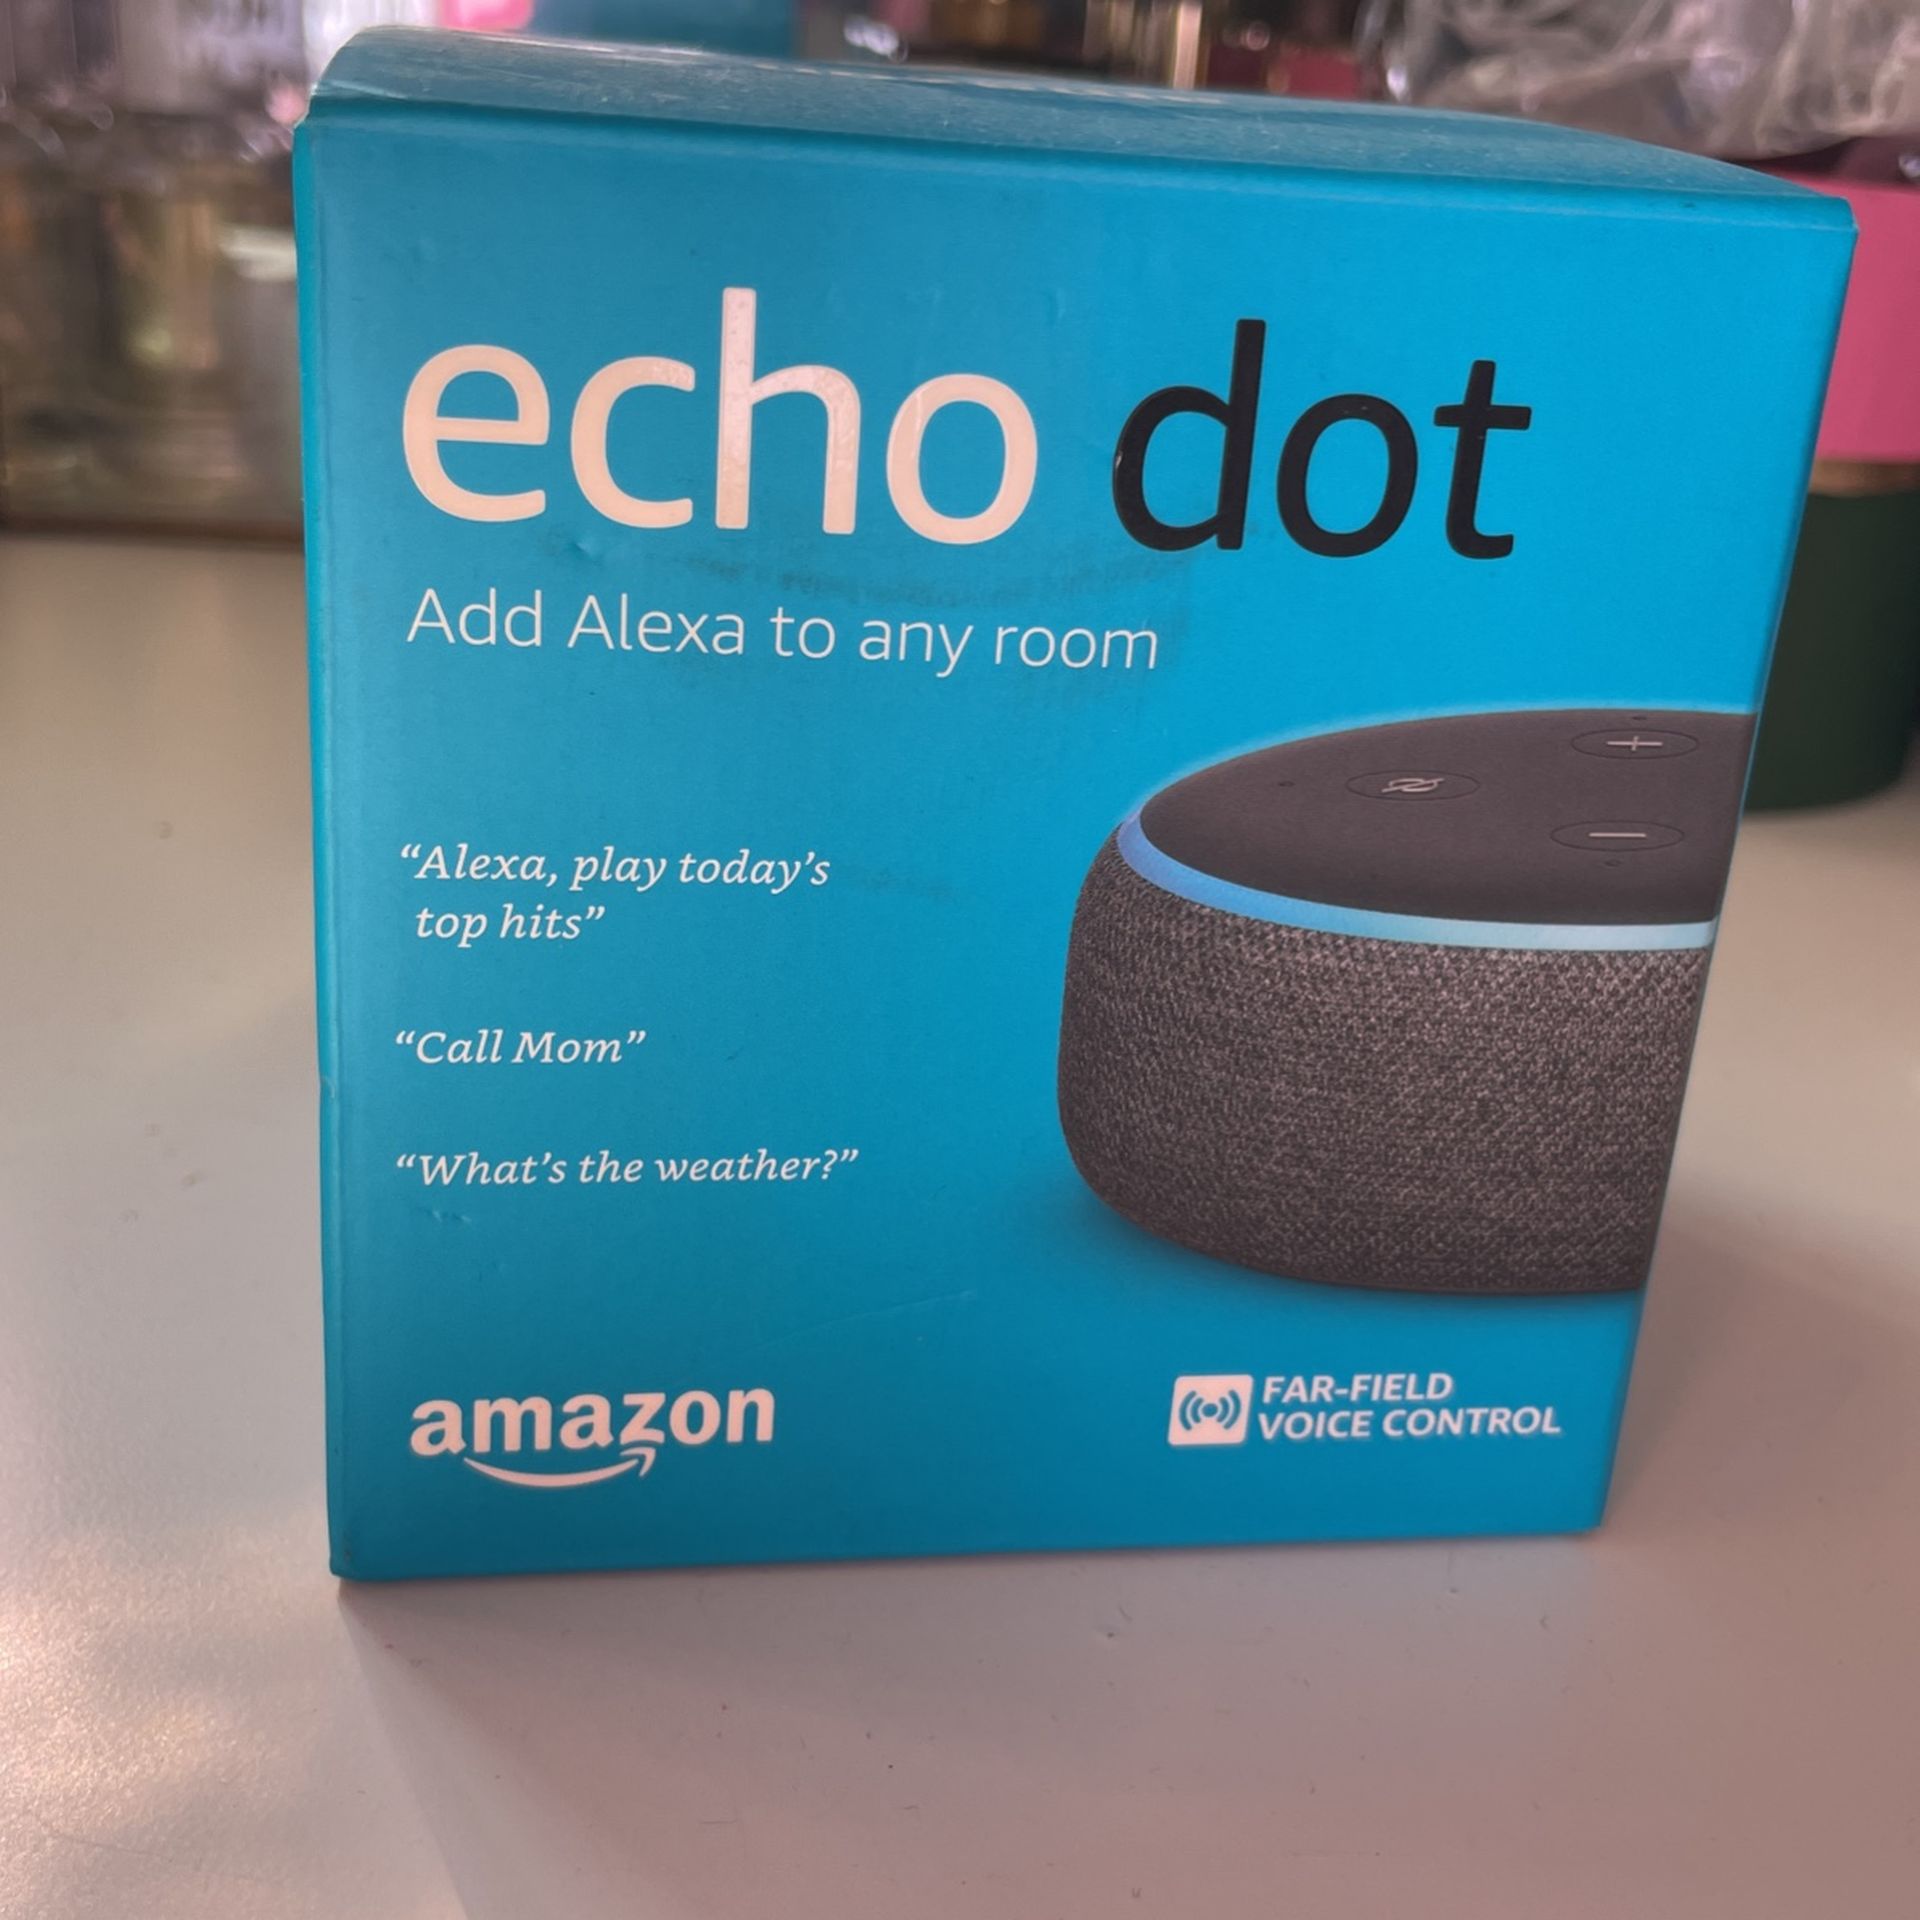 echo dot
Add Alexa to any room
“Alexa, play today’s
top hits”
“Call Mom”
“What’s the weather?”
amazon
FAR-FIELD
VOICE CONTROL